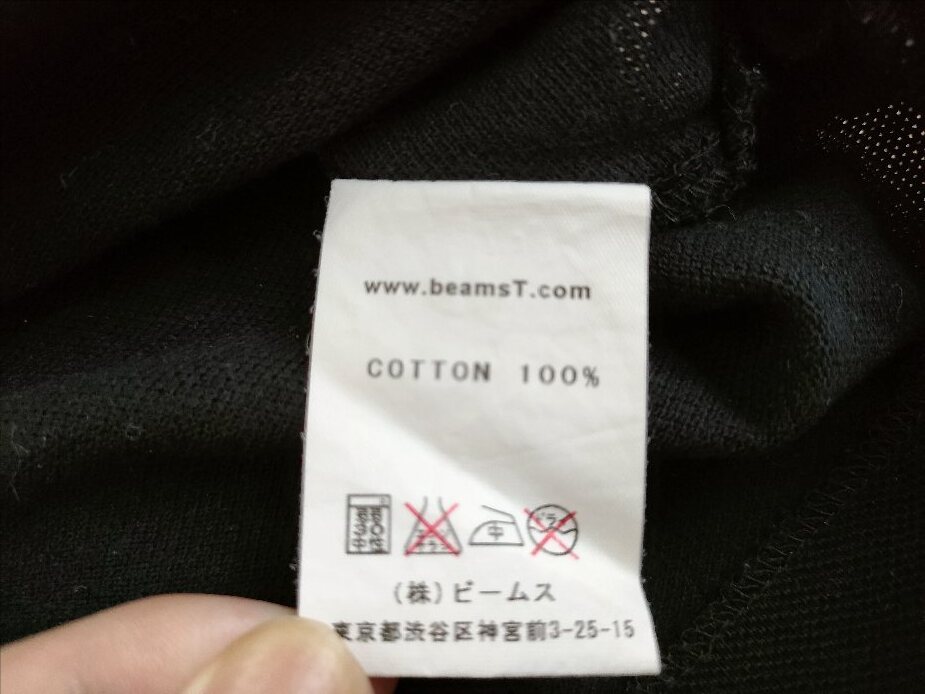 www.beamsT.com
COTTON 100%
中
(株)ビームス
東京都渋谷区神宮前3-25-15